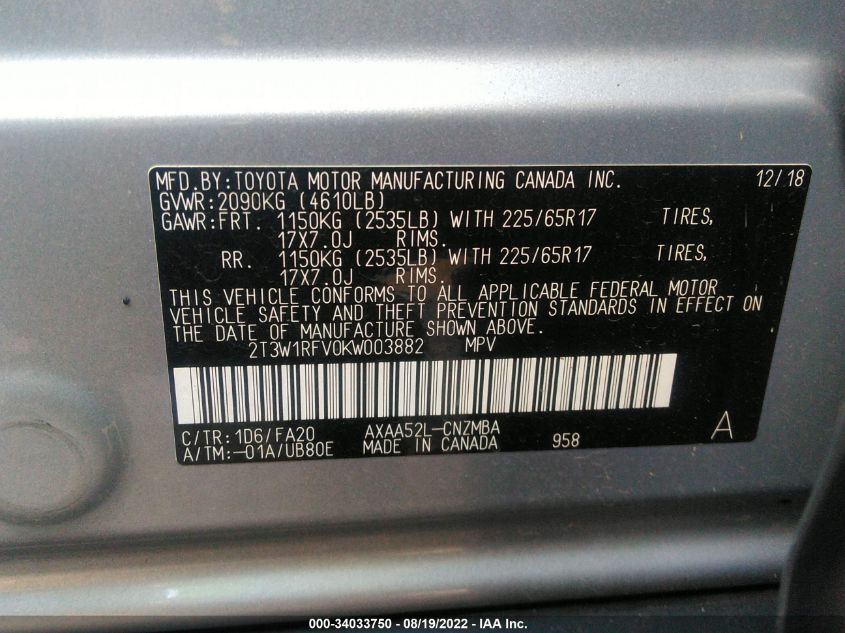 MFD.BY:TOYOTA MOTOR MANUFACTURING CANADA INC. 12/18
GVWR:2090KG (4610LB)
GAWR:FRT. 1150KG (2535LB) WITH 225/65R17 TIRES,
17X7.0J RIMS.
RR. 1150KG (2535LB) WITH 225/65R17 TIRES,
17X7.0J RIMS.
THIS VEHICLE CONFORMS TO ALL APPLICABLE FEDERAL MOTOR
VEHICLE SAFETY AND THEFT PREVENTION STANDARDS IN EFFECT ON
THE DATE OF MANUFACTURE SHOWN ABOVE.
2T3W1RFV0KW003882 MPV
C/TR:1D6/FA20 AXAA52L-CNZMBA A
A/TM:-01A/UB80E MADE IN CANADA 958
000-34033750 - 08/19/2022 - IAA Inc.